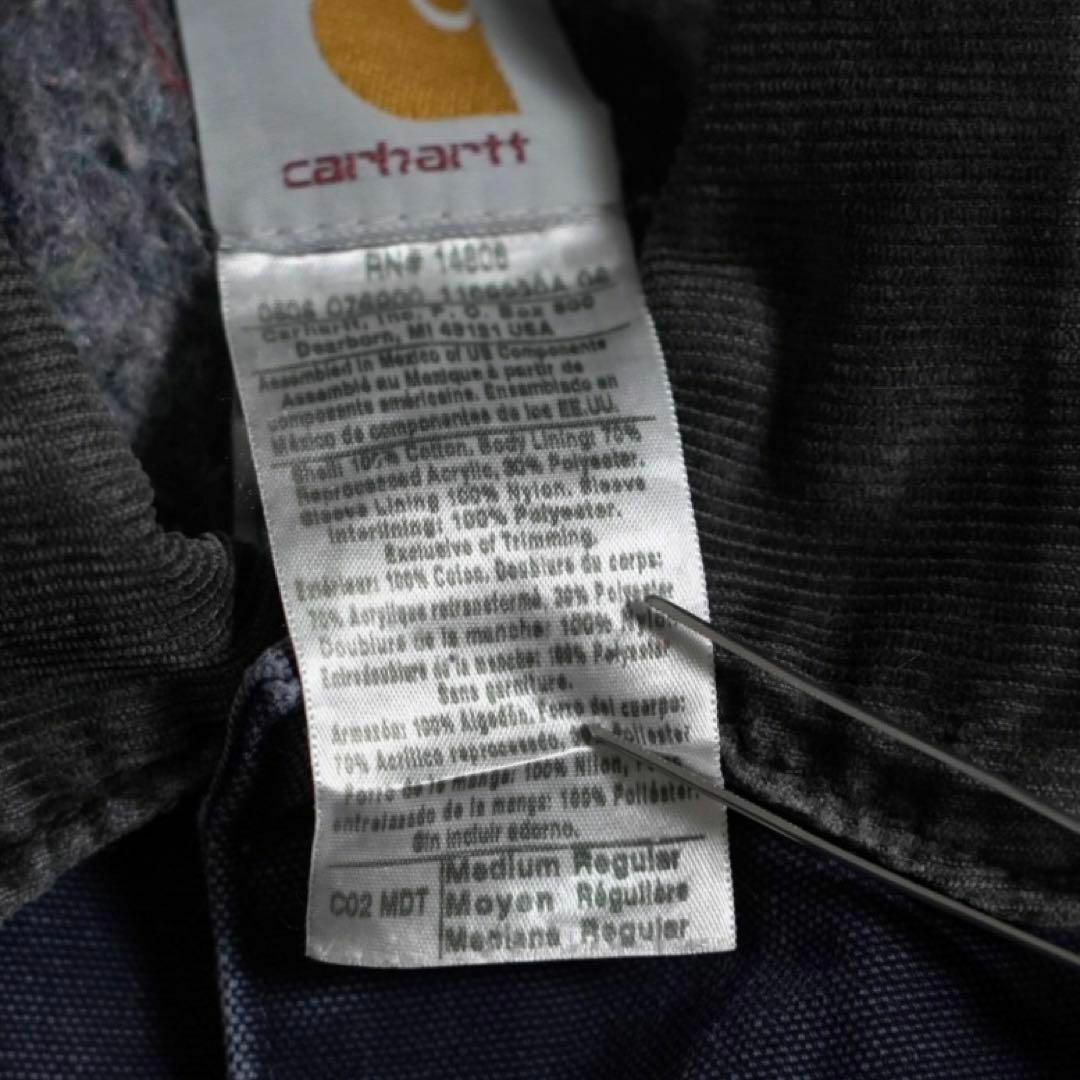 carhartt
RN# 14806
Carhartt, Inc. P. O. Box 600
Dearborn, MI 49121 USA
Assembled in Mexico of US Components
Assemblé au Mexique à partir de
composants américains. Ensamblado en
México de componentes de los EE.UU.
Shell: 100% Cotton. Body Lining: 70%
Reprocessed Acrylic, 30% Polyester.
Sleeve Lining 100% Nylon. Sleeve
Interlining: 100% Polyester.
Exclusive of Trimming.
Extérieur: 100% Coton. Doublure du corps:
70% Acrylique retransformé, 30% Polyester
Doublure de la manche: 100% Nylon.
Entredoublure de la manche: 100% Polyester
Sans garniture.
Armazón: 100% Algodón. Forro del cuerpo:
70% Acrílico reprocesado, Poliéster
Forro de la manga: 100% Nilon,
entrelazado de la manga: 100% Poliéster.
Sin incluir adorno.
C02 MDT
Medium Regular
Moyen Régulière
Mediana Regular